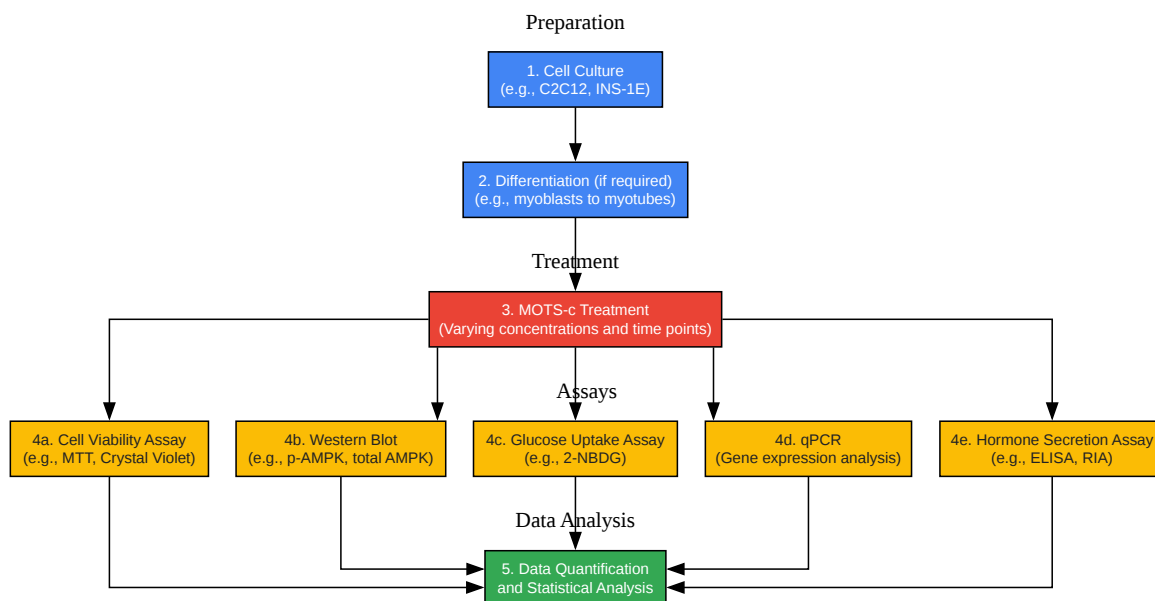 Preparation
1. Cell Culture
(e.g., C2C12, INS-1E)
2. Differentiation (if required)
(e.g., myoblasts to myotubes)
Treatment
3. MOTS-c Treatment
(Varying concentrations and time points)
Assays
4a. Cell Viability Assay
(e.g., MTT, Crystal Violet)
4b. Western Blot
(e.g., p-AMPK, total AMPK)
4c. Glucose Uptake Assay
(e.g., 2-NBDG)
4d. qPCR
(Gene expression analysis)
4e. Hormone Secretion Assay
(e.g., ELISA, RIA)
Data Analysis
5. Data Quantification
and Statistical Analysis